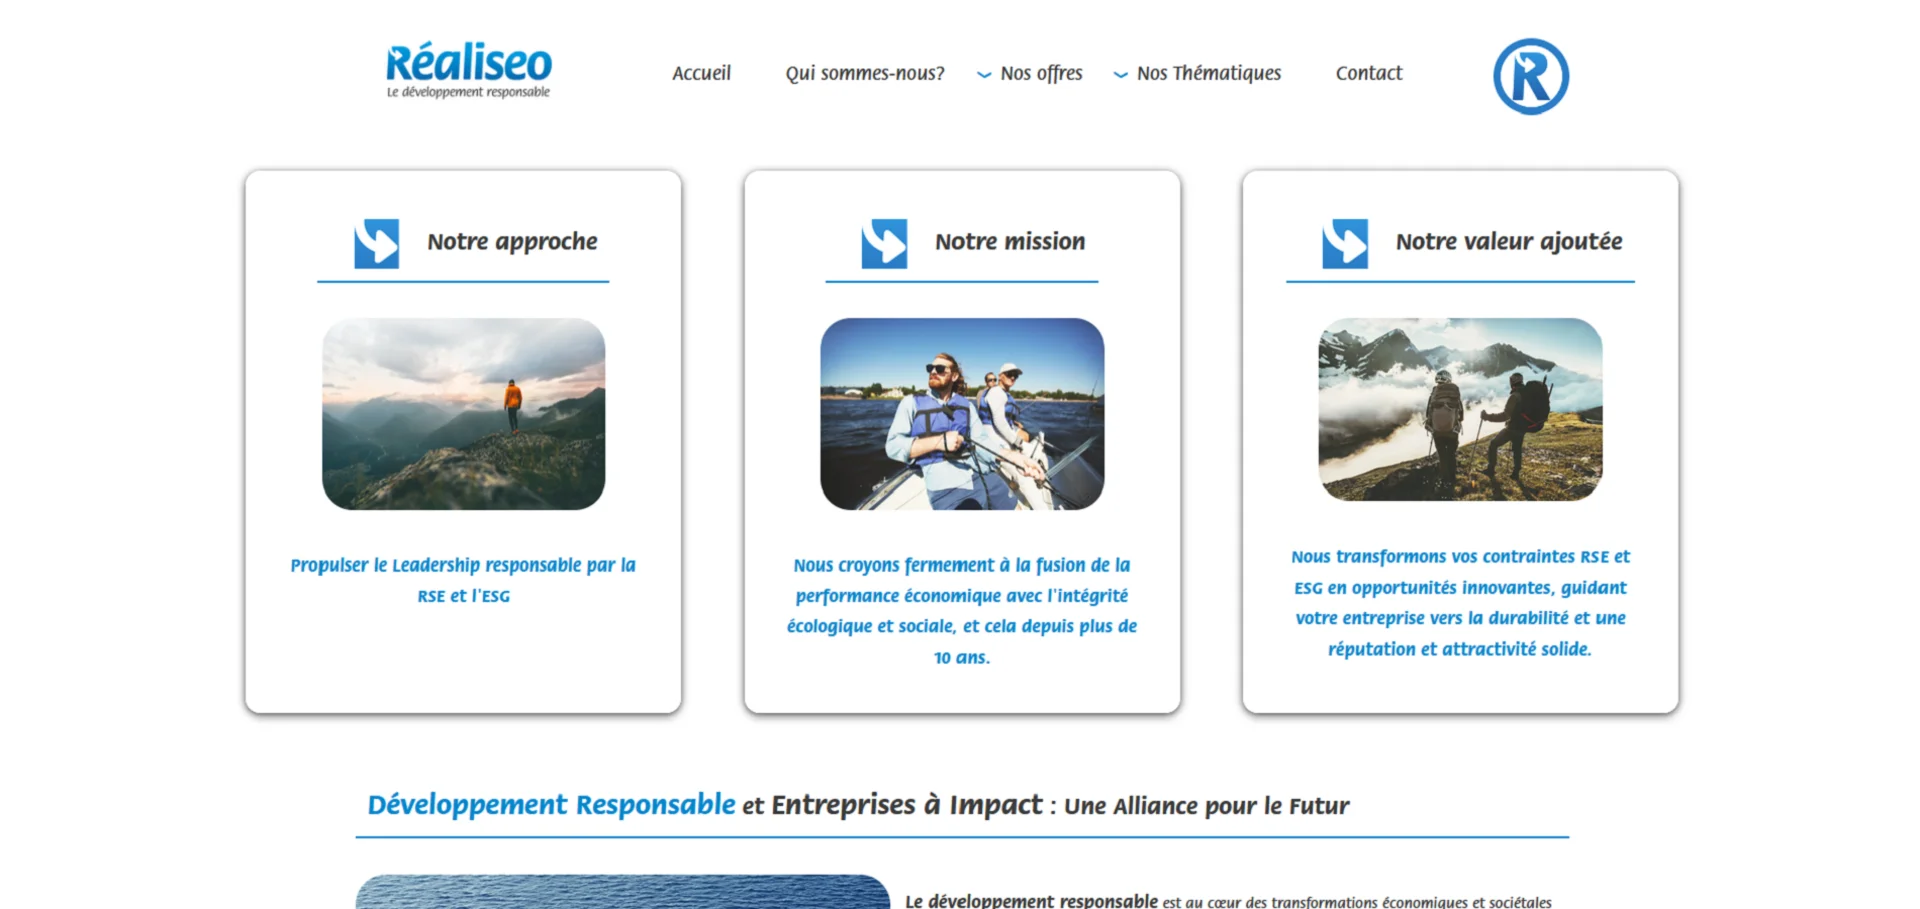 Réaliseo
Le développement responsable
Accueil
Qui sommes-nous?
Nos offres
Nos Thématiques
Contact
R
Notre approche
Propulser le Leadership responsable par la
RSE et l'ESG
Notre mission
Nous croyons fermement à la fusion de la
performance économique avec l'intégrité
écologique et sociale, et cela depuis plus de
10 ans.
Notre valeur ajoutée
Nous transformons vos contraintes RSE et
ESG en opportunités innovantes, guidant
votre entreprise vers la durabilité et une
réputation et attractivité solide.
Développement Responsable et Entreprises à Impact : Une Alliance pour le Futur
Le développement responsable est au cœur des transformations économiques et sociétales